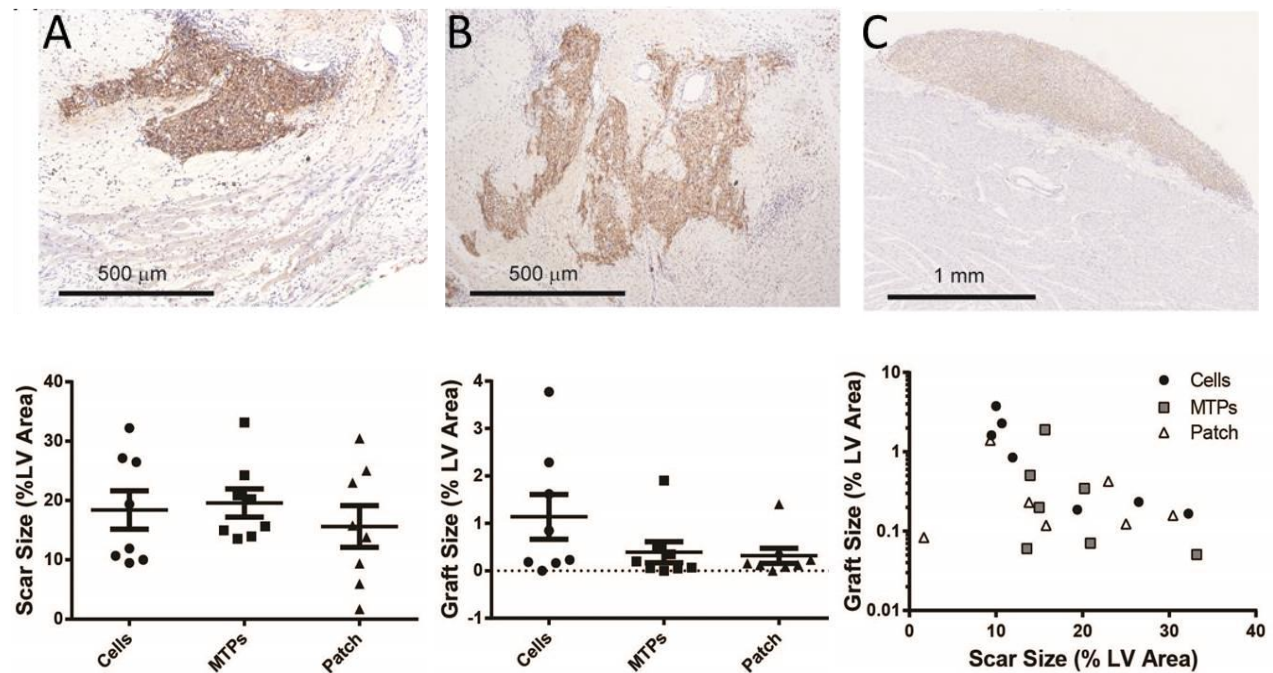 A
B
C
500 μm
500 μm
1 mm
Scar Size (%LV Area)
40
30
20
10
0
Cells
MTPs
Patch
Graft Size (% LV Area)
4
3
2
1
0
-1
Cells
MTPs
Patch
Graft Size (% LV Area)
10
1
0.1
0.01
0
10
20
30
40
Scar Size (% LV Area)
Cells
MTPs
Patch